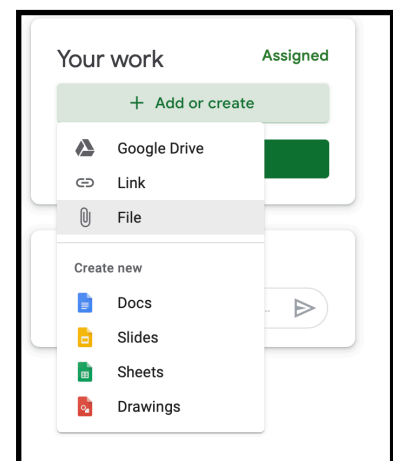 Your work
Assigned
+ Add or create
Google Drive
Link
File
Create new
Docs
Slides
Sheets
Drawings
..